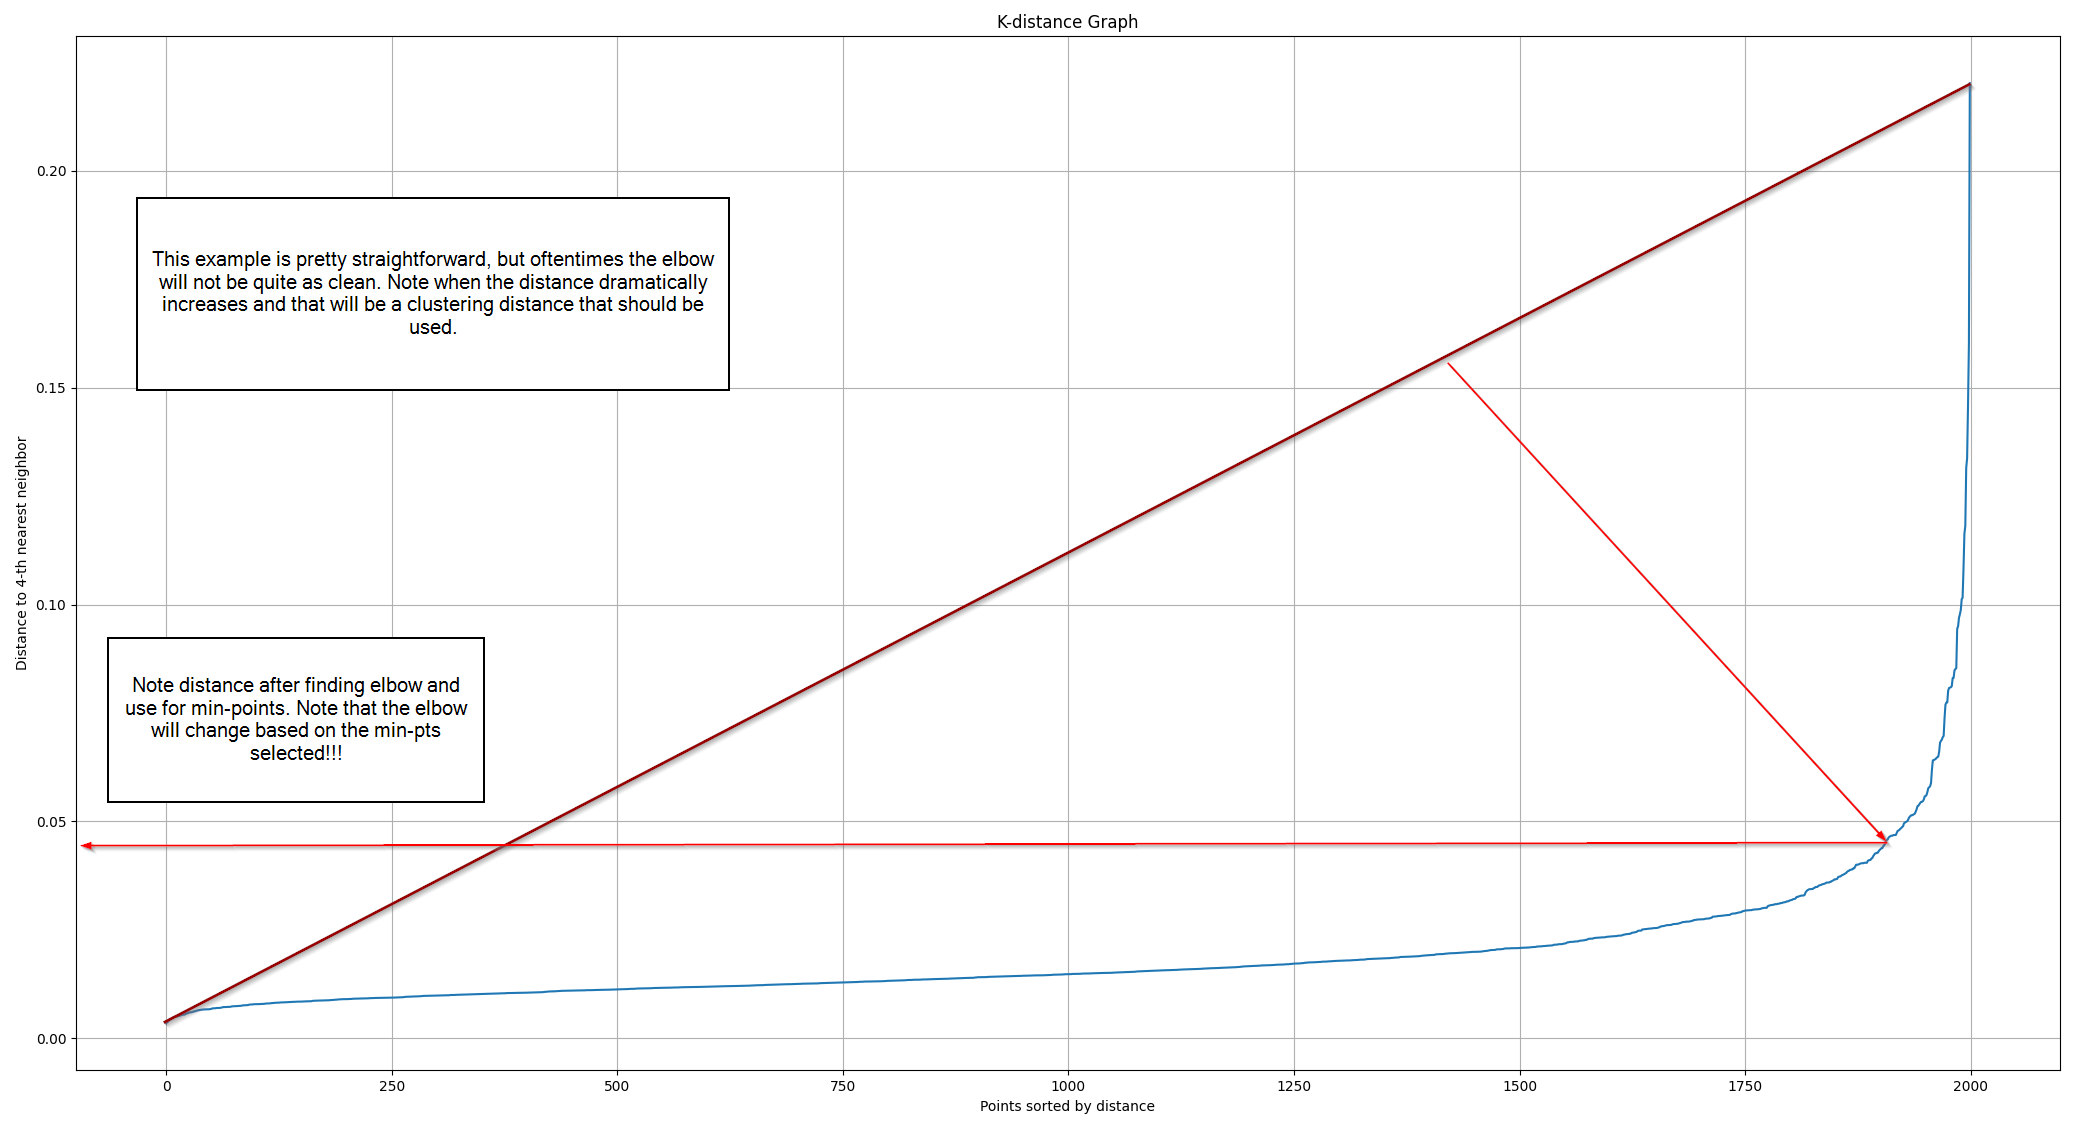 K-distance Graph
0.20
This example is pretty straightforward, but oftentimes the elbow
will not be quite as clean. Note when the distance dramatically
increases and that will be a clustering distance that should be
used.
0.15
Distance to 4-th nearest neighbor
0.10
Note distance after finding elbow and
use for min-points. Note that the elbow
will change based on the min-pts
selected!!!
0.05
0.00
0 250 500 750 1000 1250 1500 1750 2000
Points sorted by distance